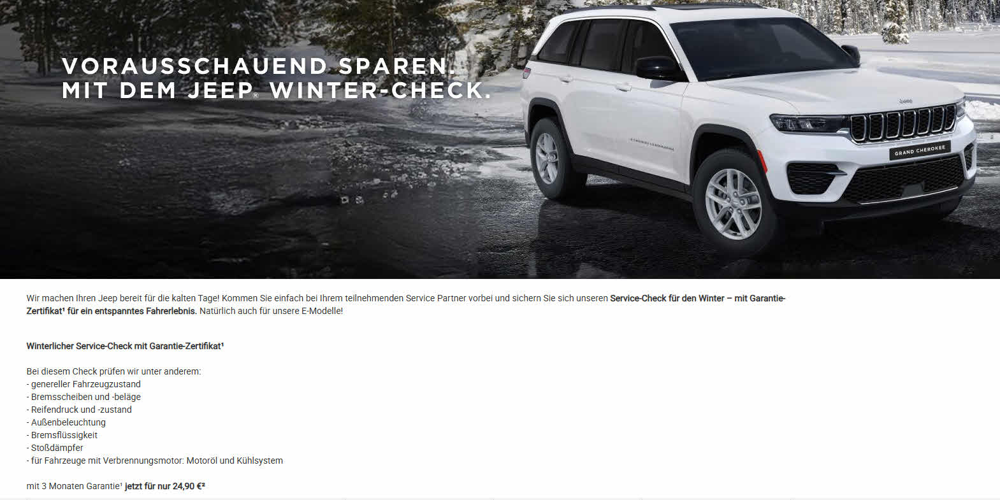 VORAUSSCHAUEND SPAREN.
MIT DEM JEEP® WINTER-CHECK.
Jeep
GRAND CHEROKEE
Wir machen Ihren Jeep bereit für die kalten Tage! Kommen Sie einfach bei Ihrem teilnehmenden Service Partner vorbei und sichern Sie sich unseren Service-Check für den Winter – mit Garantie-
Zertifikat¹ für ein entspanntes Fahrerlebnis. Natürlich auch für unsere E-Modelle!
Winterlicher Service-Check mit Garantie-Zertifikat¹
Bei diesem Check prüfen wir unter anderem:
- genereller Fahrzeugzustand
- Bremsscheiben und -beläge
- Reifendruck und -zustand
- Außenbeleuchtung
- Bremsflüssigkeit
- Stoßdämpfer
- für Fahrzeuge mit Verbrennungsmotor: Motoröl und Kühlsystem
mit 3 Monaten Garantie¹ jetzt für nur 24,90 €²